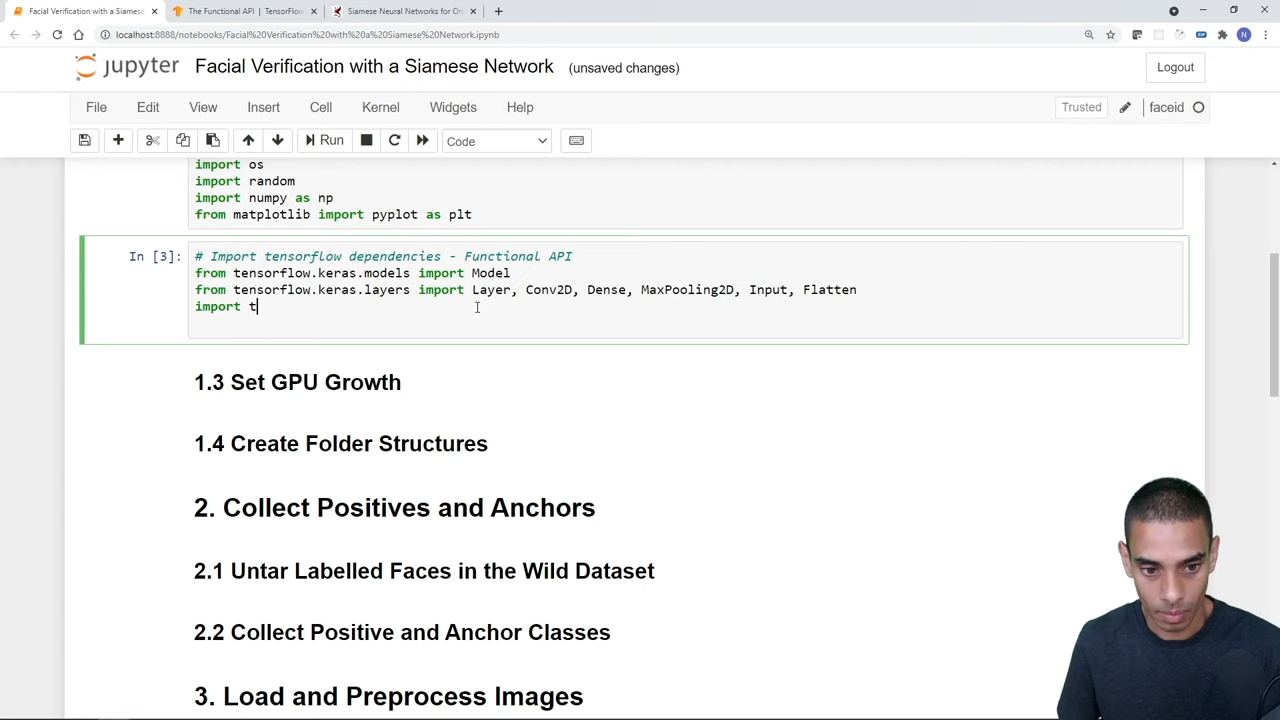 Facial Verification with a Siamese
The Functional API | TensorFlow
Siamese Neural Networks for On
localhost:8888/notebooks/Facial%20Verification%20with%20a%20Siamese%20Network.ipynb
N
jupyter
Facial Verification with a Siamese Network (unsaved changes)
Logout
File Edit View Insert Cell Kernel Widgets Help
Trusted
faceid
Run
Code
import os
import random
import numpy as np
from matplotlib import pyplot as plt
In [3]:
# Import tensorflow dependencies - Functional API
from tensorflow.keras.models import Model
from tensorflow.keras.layers import Layer, Conv2D, Dense, MaxPooling2D, Input, Flatten
import t
1.3 Set GPU Growth
1.4 Create Folder Structures
2. Collect Positives and Anchors
2.1 Untar Labelled Faces in the Wild Dataset
2.2 Collect Positive and Anchor Classes
3. Load and Preprocess Images